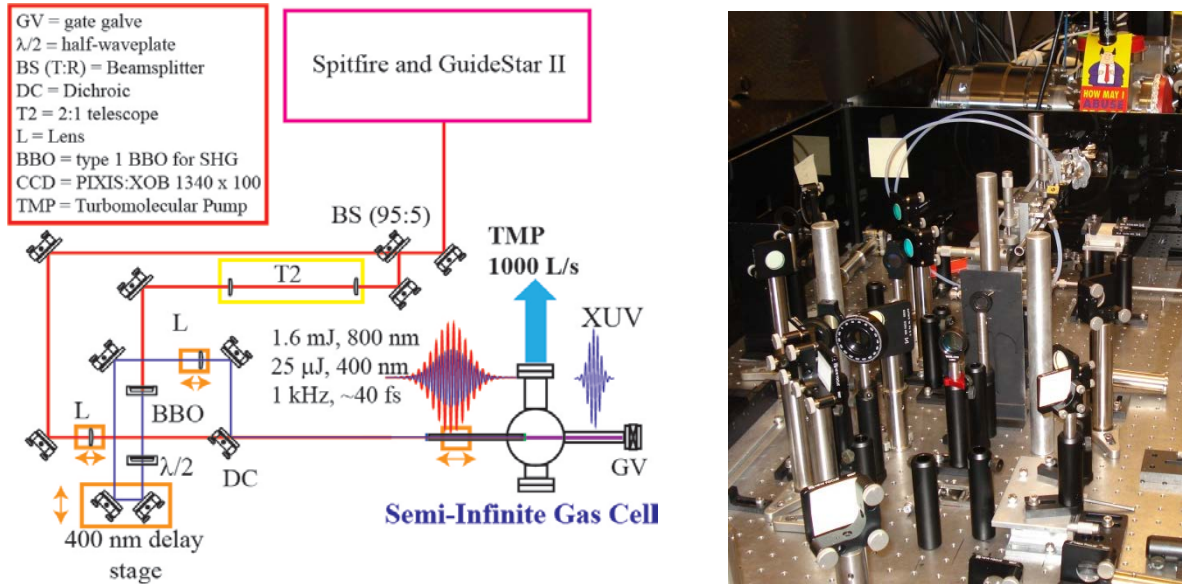 GV = gate galve
λ/2 = half-waveplate
BS (T:R) = Beamsplitter
DC = Dichroic
T2 = 2:1 telescope
L = Lens
BBO = type 1 BBO for SHG
CCD = PIXIS:XOB 1340 x 100
TMP = Turbomolecular Pump
Spitfire and GuideStar II
BS (95:5)
TMP
1000 L/s
T2
XUV
L
1.6 mJ, 800 nm
25 μJ, 400 nm
1 kHz, ~40 fs
BBO
L
λ/2
DC
GV
Semi-Infinite Gas Cell
400 nm delay
stage
HOW MAY I
ABUSE